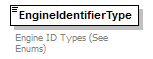 EngineIdentifierType
Engine ID Types (See
Enums)